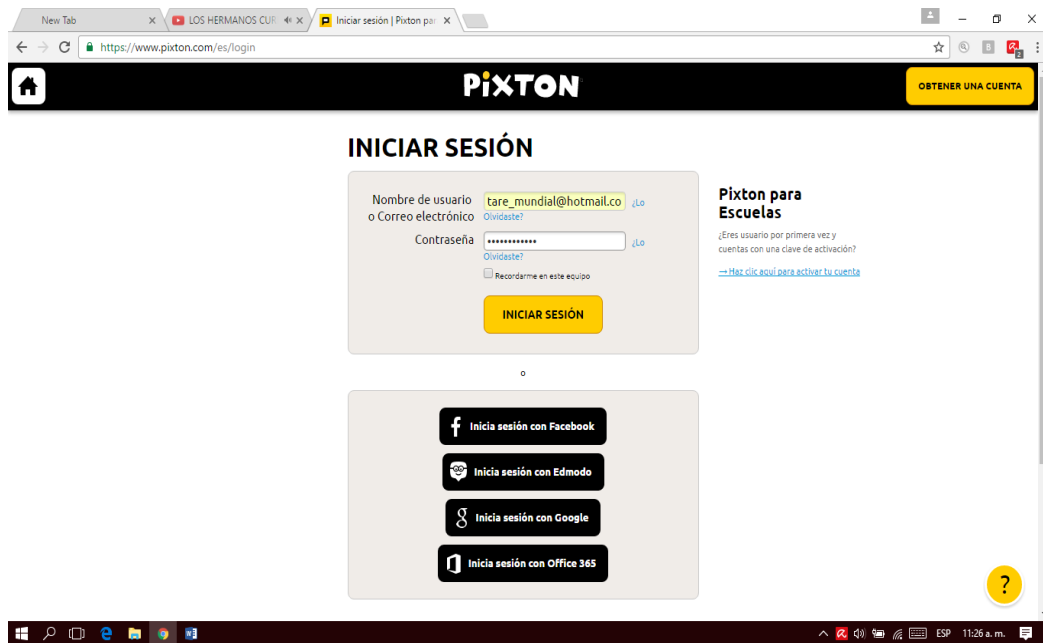 New Tab
LOS HERMANOS CUR
Iniciar sesión | Pixton par
https://www.pixton.com/es/login
B
2
PiXTON
OBTENER UNA CUENTA
INICIAR SESIÓN
Nombre de usuario
o Correo electrónico
tare_mundial@hotmail.co
¿Lo
Olvidaste?
Contraseña
••••••••••••
¿Lo
Olvidaste?
Recordarme en este equipo
INICIAR SESIÓN
Pixton para
Escuelas
¿Eres usuario por primera vez y
cuentas con una clave de activación?
→ Haz clic aquí para activar tu cuenta
o
Inicia sesión con Facebook
Inicia sesión con Edmodo
Inicia sesión con Google
Inicia sesión con Office 365
?
ESP
11:26 a. m.